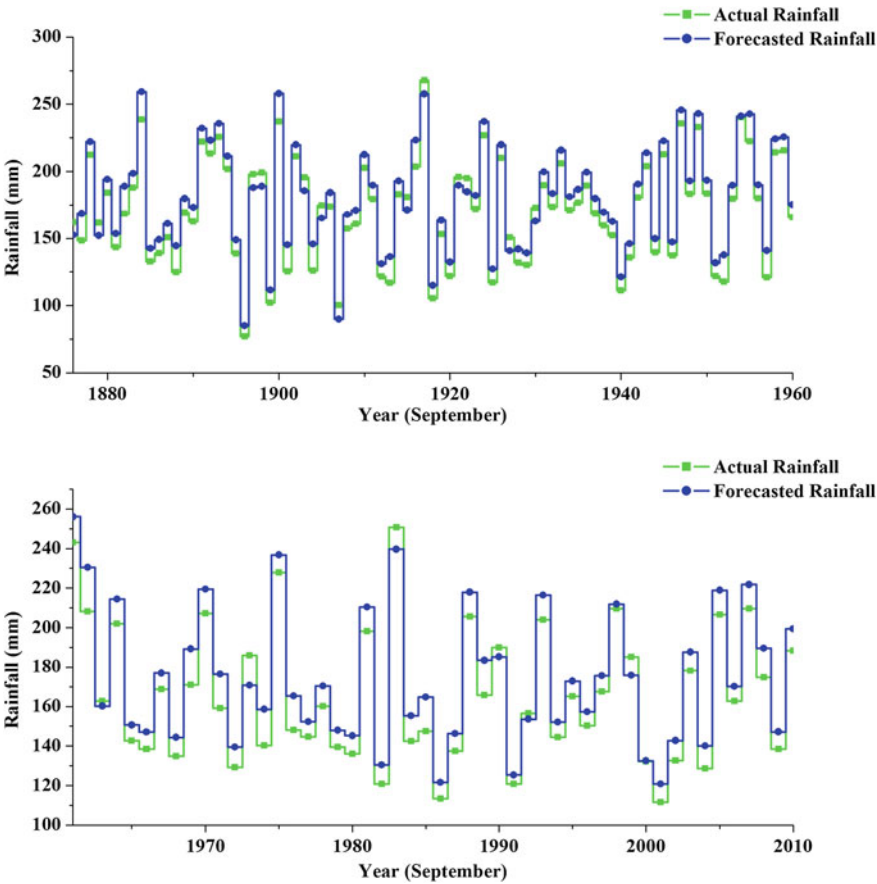 Actual Rainfall
Forecasted Rainfall
300
250
200
150
100
50
Rainfall (mm)
1880 1900 1920 1940 1960
Year (September)
Actual Rainfall
Forecasted Rainfall
260
240
220
200
180
160
140
120
100
Rainfall (mm)
1970 1980 1990 2000 2010
Year (September)